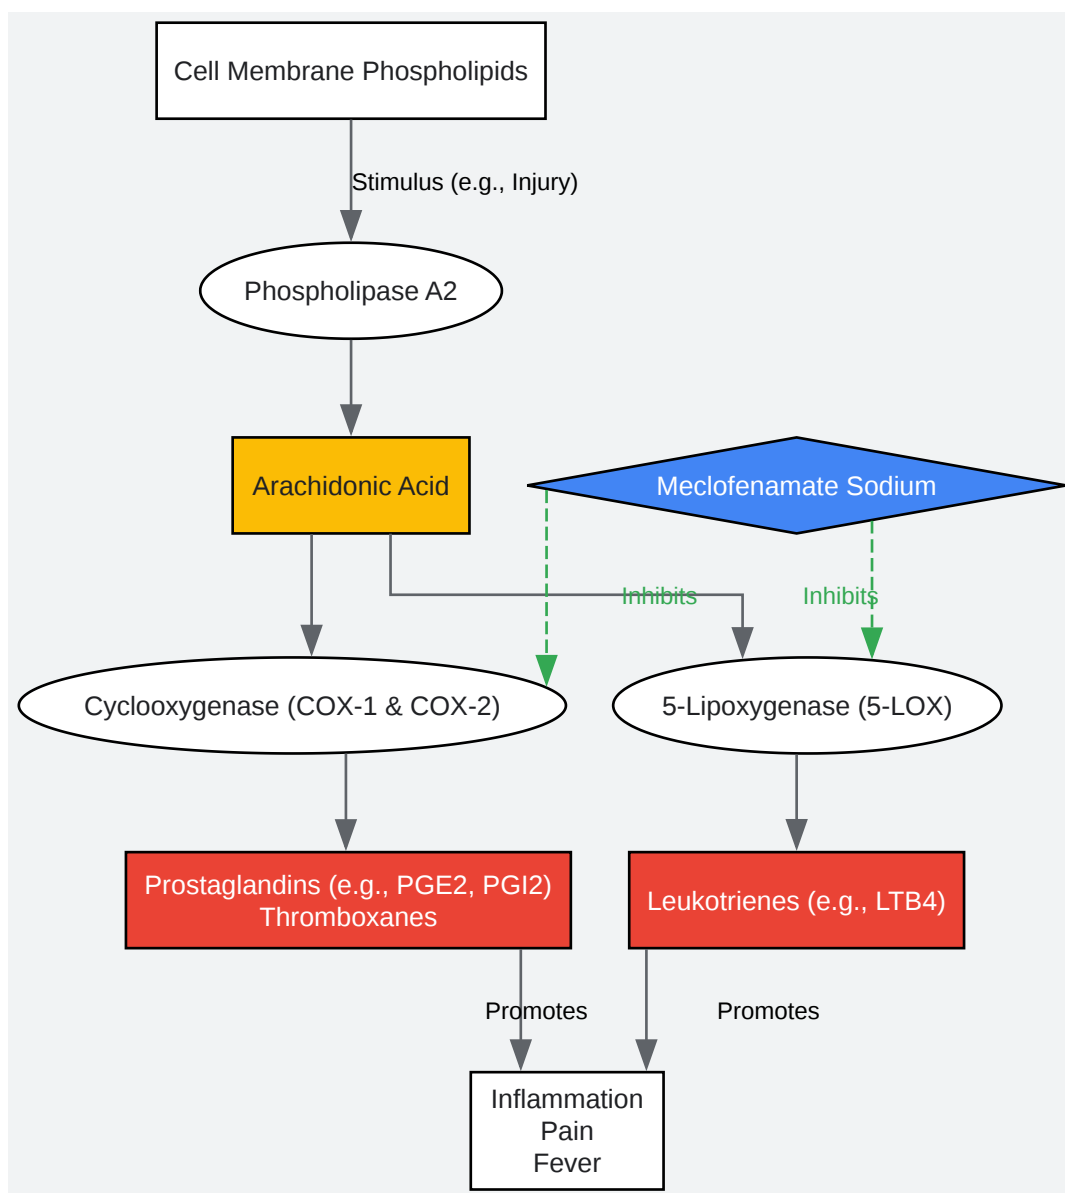 Cell Membrane Phospholipids
Stimulus (e.g., Injury)
Phospholipase A2
Arachidonic Acid
Meclofenamate Sodium
Inhibits
Inhibits
Cyclooxygenase (COX-1 & COX-2)
5-Lipoxygenase (5-LOX)
Prostaglandins (e.g., PGE2, PGI2)
Thromboxanes
Leukotrienes (e.g., LTB4)
Promotes
Promotes
Inflammation
Pain
Fever